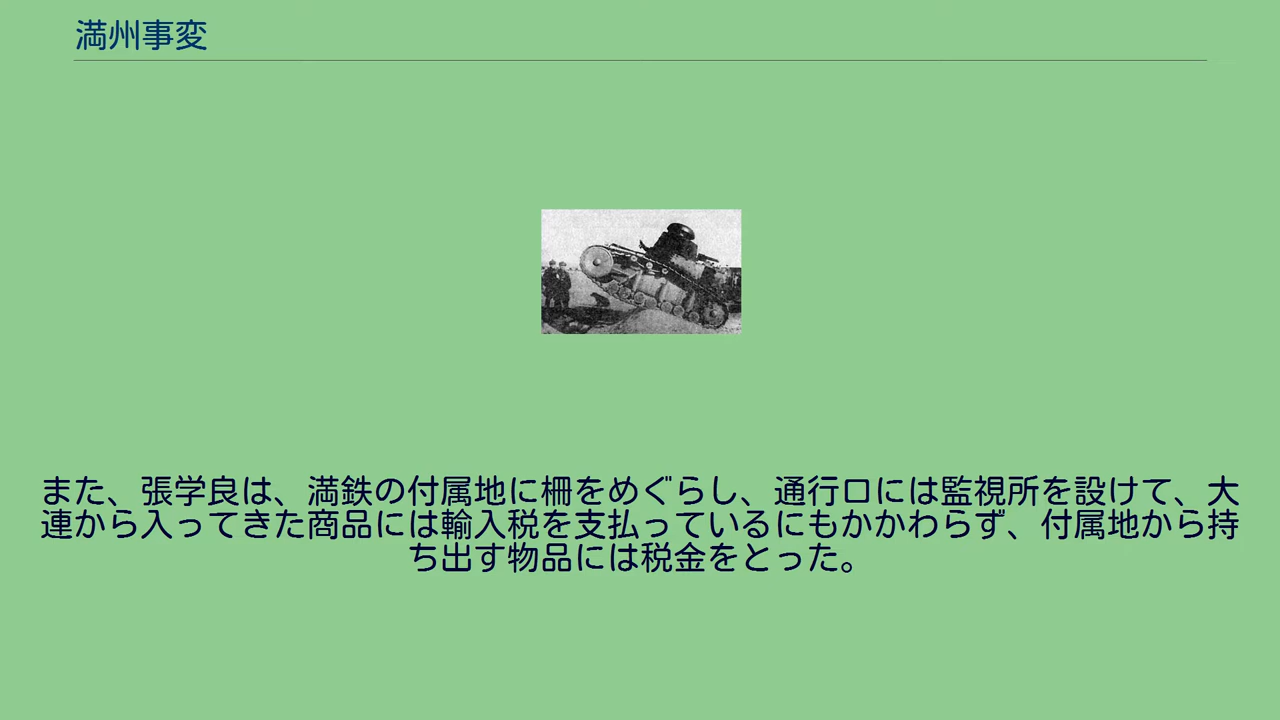 満州事変
また、張学良は、満鉄の付属地に柵をめぐらし、通行口には監視所を設けて、大
連から入ってきた商品には輸入税を支払っているにもかかわらず、付属地から持
ち出す物品には税金をとった。